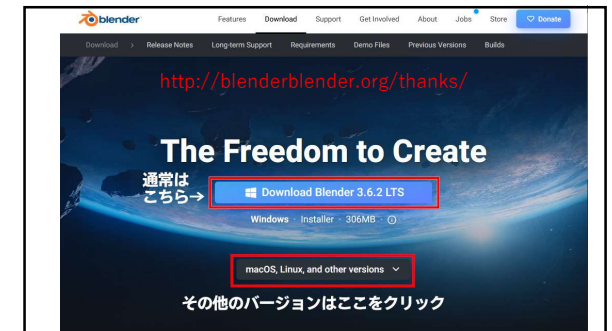 blender
Features Download Support Get Involved About Jobs Store Donate
Download > Release Notes Long-term Support Requirements Demo Files Previous Versions Builds
http://blenderblender.org/thanks/
The Freedom to Create
通常は
こちら→
Download Blender 3.6.2 LTS
Windows · Installer · 306MB ·
macOS, Linux, and other versions
その他のバージョンはここをクリック